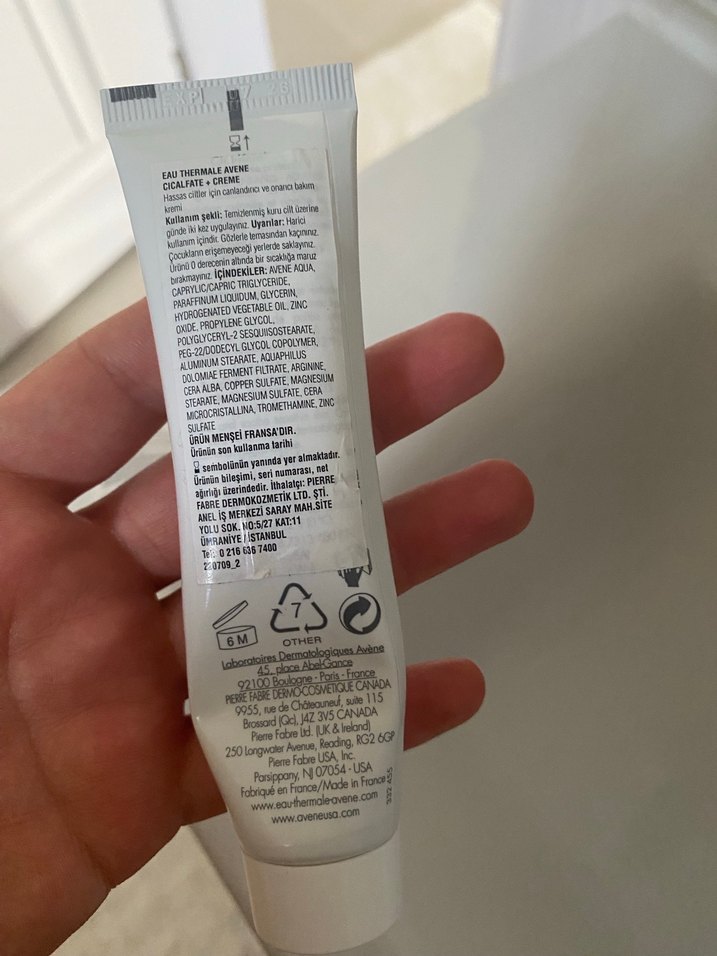 EXP 07 26
EAU THERMALE AVENE
CICALFATE + CREME
Hassas ciltler için canlandırıcı ve onarıcı bakım
kremi
Kullanım şekli: Temizlenmiş kuru cilt üzerine
günde iki kez uygulayınız. Uyarılar: Harici
kullanım içindir. Gözlerle temasından kaçınınız.
Çocukların erişemeyeceği yerlerde saklayınız.
Ürünü 0 derecenin altında bir sıcaklığa maruz
bırakmayınız. İÇİNDEKİLER: AVENE AQUA,
CAPRYLIC/CAPRIC TRIGLYCERIDE,
PARAFFINUM LIQUIDUM, GLYCERIN,
HYDROGENATED VEGETABLE OIL, ZINC
OXIDE, PROPYLENE GLYCOL,
POLYGLYCERYL-2 SESQUIISOSTEARATE,
PEG-22/DODECYL GLYCOL COPOLYMER,
ALUMINUM STEARATE, AQUAPHILUS
DOLOMIAE FERMENT FILTRATE, ARGININE,
CERA ALBA, COPPER SULFATE, MAGNESIUM
STEARATE, MAGNESIUM SULFATE, CERA
MICROCRISTALLINA, TROMETHAMINE, ZINC
SULFATE
ÜRÜN MENŞEİ FRANSA'DIR.
Ürünün son kullanma tarihi
sembolünün yanında yer almaktadır.
Ürünün bileşimi, seri numarası, net
ağırlığı üzerindedir. İthalatçı: PIERRE
FABRE DERMOKOZMETİK LTD. ŞTİ.
ANEL İŞ MERKEZİ SARAY MAH.SİTE
YOLU SOK. NO:5/27 KAT:11
ÜMRANİYE/İSTANBUL
Tel: 0 216 636 7400
220709_2
6 M
7
OTHER
Laboratoires Dermatologiques Avène
45, place Abel-Gance
92100 Boulogne - Paris - France
PIERRE FABRE DERMO-COSMÉTIQUE CANADA
9955, rue de Châteauneuf, suite 115
Brossard (Qc), J4Z 3V5 CANADA
Pierre Fabre Ltd. (UK & Ireland)
250 Longwater Avenue, Reading, RG2 6GP
Pierre Fabre USA, Inc.
Parsippany, NJ 07054 - USA
Fabriqué en France/Made in France
www.eau-thermale-avene.com
www.aveneusa.com
332 455